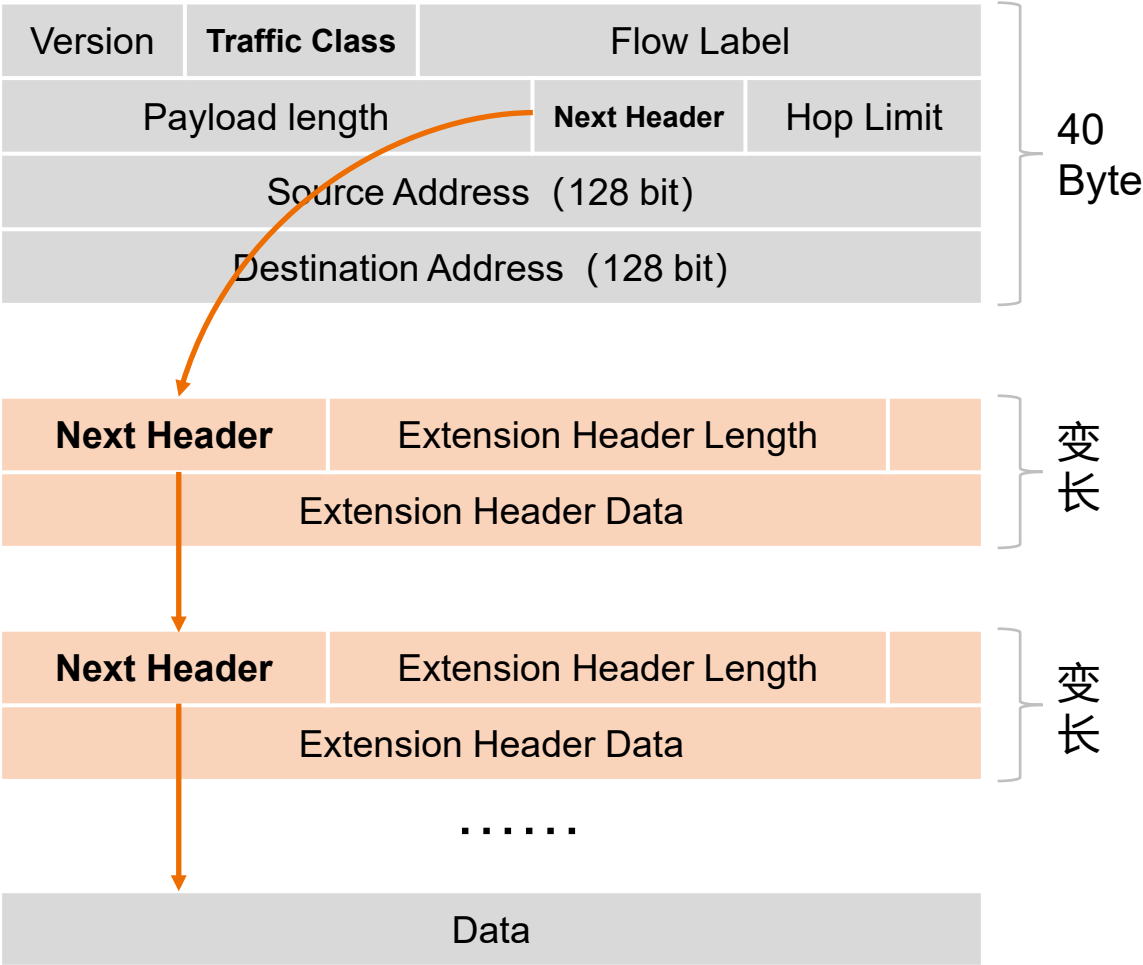 Version Traffic Class Flow Label
Payload length Next Header Hop Limit
Source Address（128 bit）
Destination Address（128 bit）
40
Byte
Next Header Extension Header Length
Extension Header Data
变
长
Next Header Extension Header Length
Extension Header Data
变
长
······
Data